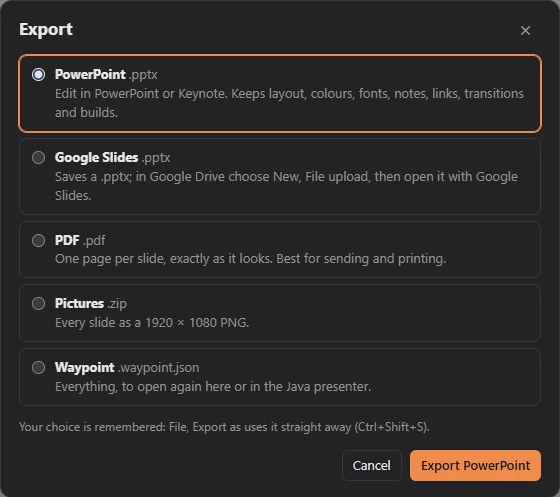 Export
PowerPoint .pptx
Edit in PowerPoint or Keynote. Keeps layout, colours, fonts, notes, links, transitions
and builds.
Google Slides .pptx
Saves a .pptx; in Google Drive choose New, File upload, then open it with Google
Slides.
PDF .pdf
One page per slide, exactly as it looks. Best for sending and printing.
Pictures .zip
Every slide as a 1920 × 1080 PNG.
Waypoint .waypoint.json
Everything, to open again here or in the Java presenter.
Your choice is remembered: File, Export as uses it straight away (Ctrl+Shift+S).
Cancel
Export PowerPoint